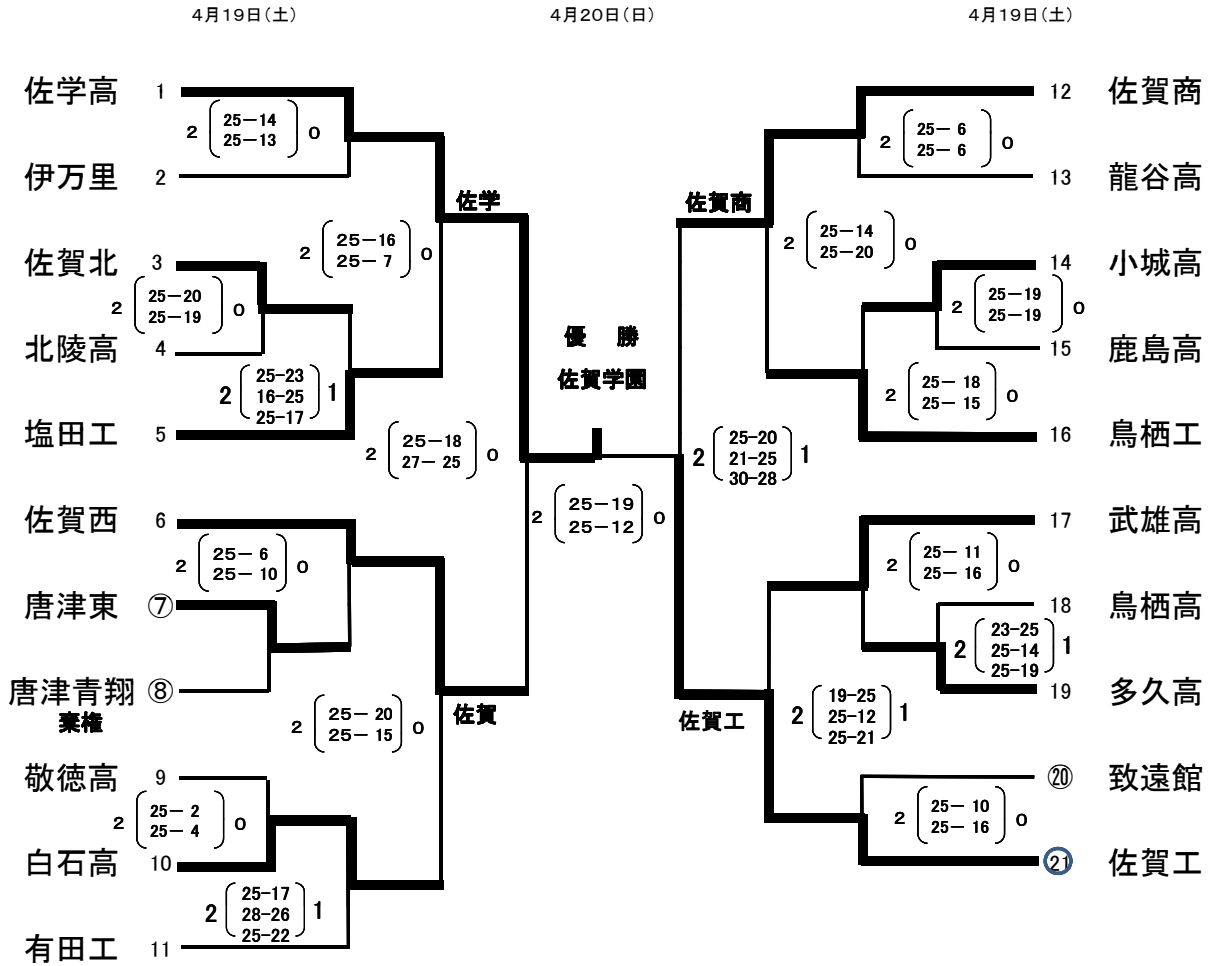 4月19日（土）
4月20日（日）
4月19日（土）
佐学高 1
2 25－14 0
25－13
伊万里 2
佐学
2 25－16 0
25－7
佐賀北 3
2 25－20 0
25－19
北陵高 4
2 25-23 1
16-25
25-17
塩田工 5
2 25－18 0
27－25
佐賀西 6
2 25－6 0
25－10
唐津東 ⑦
唐津青翔 ⑧
棄権
2 25－20 0
25－15
佐賀
敬徳高 9
2 25－2 0
25－4
白石高 10
2 25-17 1
28-26
25-22
有田工 11
優　勝
佐賀学園
2 25－19 0
25－12
12 佐賀商
2 25－6 0
25－6
13 龍谷高
佐賀商
2 25－14 0
25－20
14 小城高
2 25－19 0
25－19
15 鹿島高
2 25－18 0
25－15
16 鳥栖工
2 25-20 1
21-25
30-28
17 武雄高
2 25－11 0
25－16
18 鳥栖高
2 23-25 1
25-14
25-19
19 多久高
佐賀工
2 19-25 1
25-12
25-21
⑳ 致遠館
2 25－10 0
25－16
㉑ 佐賀工